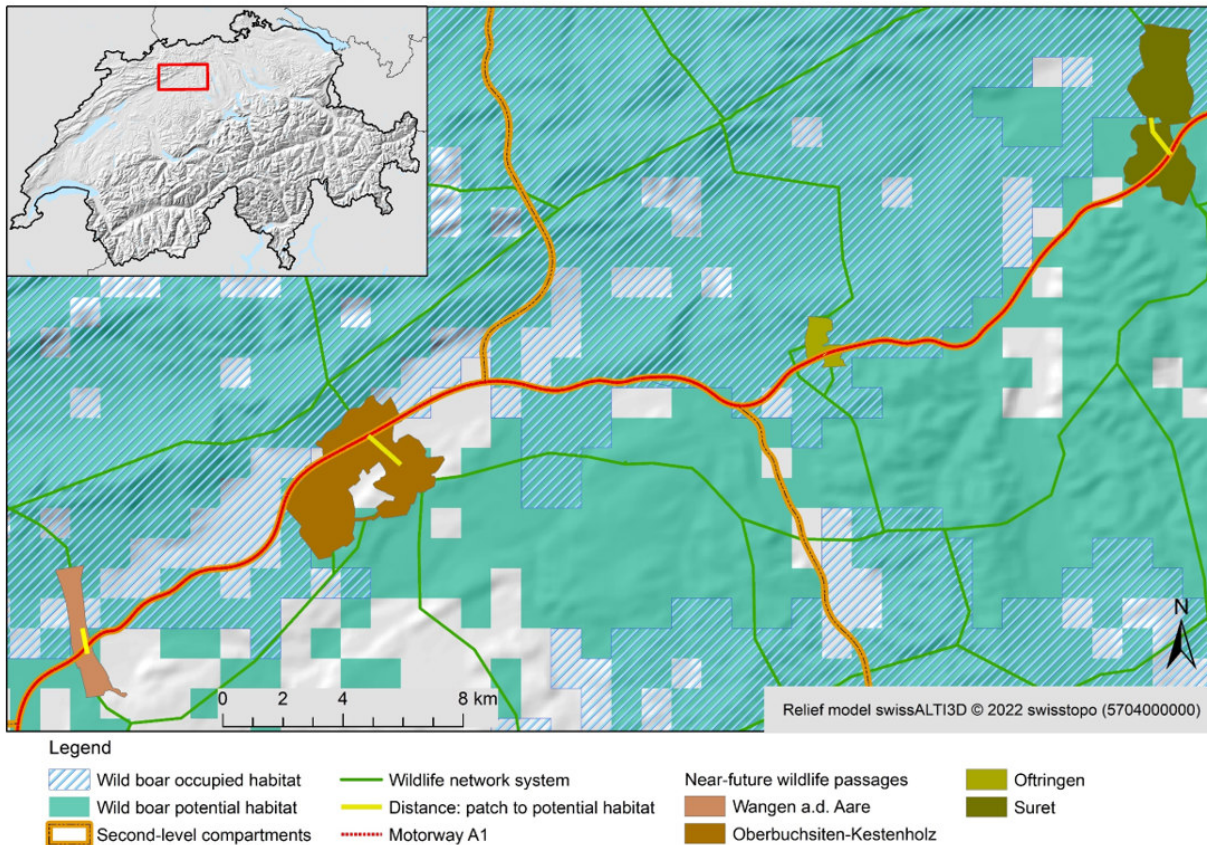 N
0 2 4 8 km
Relief model swissALTI3D © 2022 swisstopo (5704000000)
Legend
Wild boar occupied habitat
Wild boar potential habitat
Second-level compartments
Wildlife network system
Distance: patch to potential habitat
Motorway A1
Near-future wildlife passages
Wangen a.d. Aare
Oberbuchsiten-Kestenholz
Oftringen
Suret